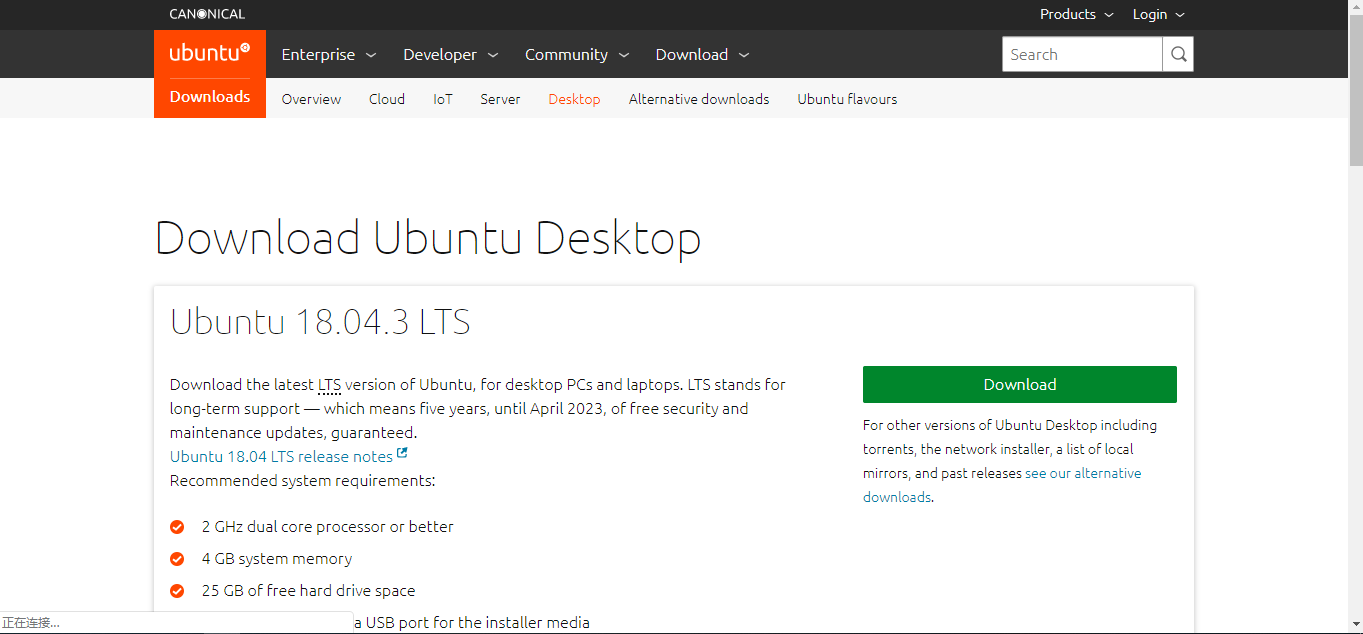 CANONICAL
Products Login
ubuntu Enterprise Developer Community Download Search
Downloads Overview Cloud IoT Server Desktop Alternative downloads Ubuntu flavours
Download Ubuntu Desktop
Ubuntu 18.04.3 LTS
Download the latest LTS version of Ubuntu, for desktop PCs and laptops. LTS stands for
long-term support — which means five years, until April 2023, of free security and
maintenance updates, guaranteed.
Ubuntu 18.04 LTS release notes
Recommended system requirements:
2 GHz dual core processor or better
4 GB system memory
25 GB of free hard drive space
a USB port for the installer media
Download
For other versions of Ubuntu Desktop including
torrents, the network installer, a list of local
mirrors, and past releases see our alternative
downloads.
正在连接...